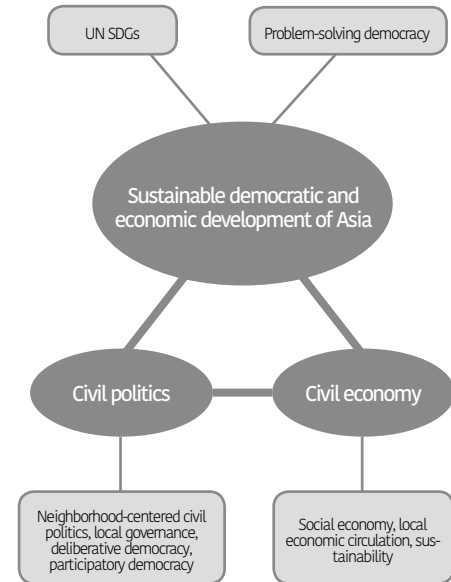 UN SDGs
Problem-solving democracy
Sustainable democratic and
economic development of Asia
Civil politics
Civil economy
Neighborhood-centered civil
politics, local governance,
deliberative democracy,
participatory democracy
Social economy, local
economic circulation, sus-
tainability